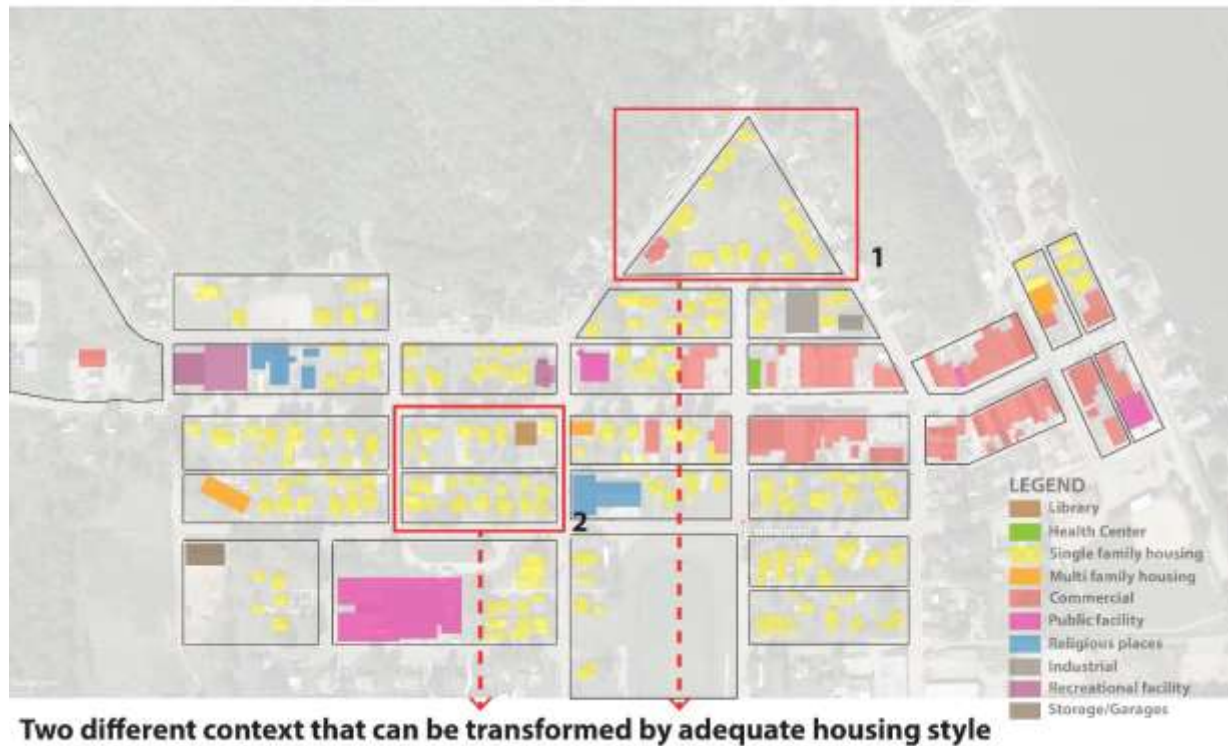 1
2
LEGEND
Library
Health Center
Single family housing
Multi family housing
Commercial
Public facility
Religious places
Industrial
Recreational facility
Storage/Garages
Two different context that can be transformed by adequate housing style